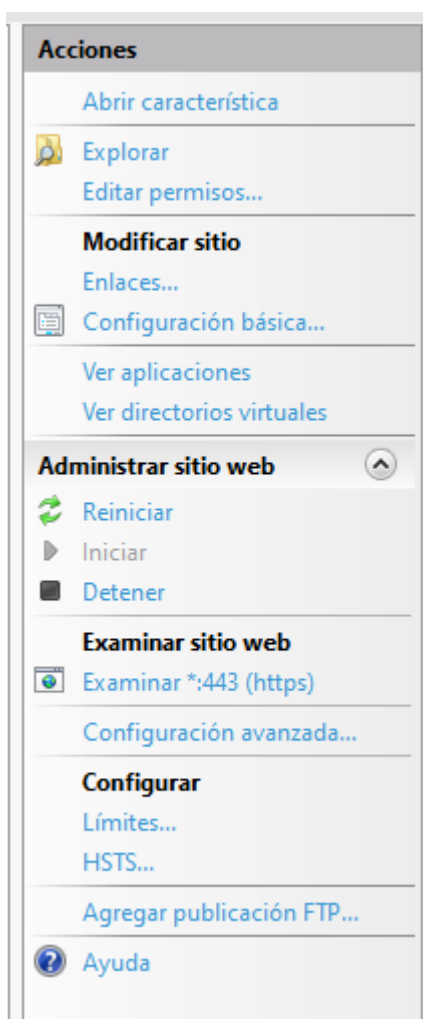 Acciones
Abrir característica
Explorar
Editar permisos...
Modificar sitio
Enlaces...
Configuración básica...
Ver aplicaciones
Ver directorios virtuales
Administrar sitio web
Reiniciar
Iniciar
Detener
Examinar sitio web
Examinar *:443 (https)
Configuración avanzada...
Configurar
Límites...
HSTS...
Agregar publicación FTP...
Ayuda